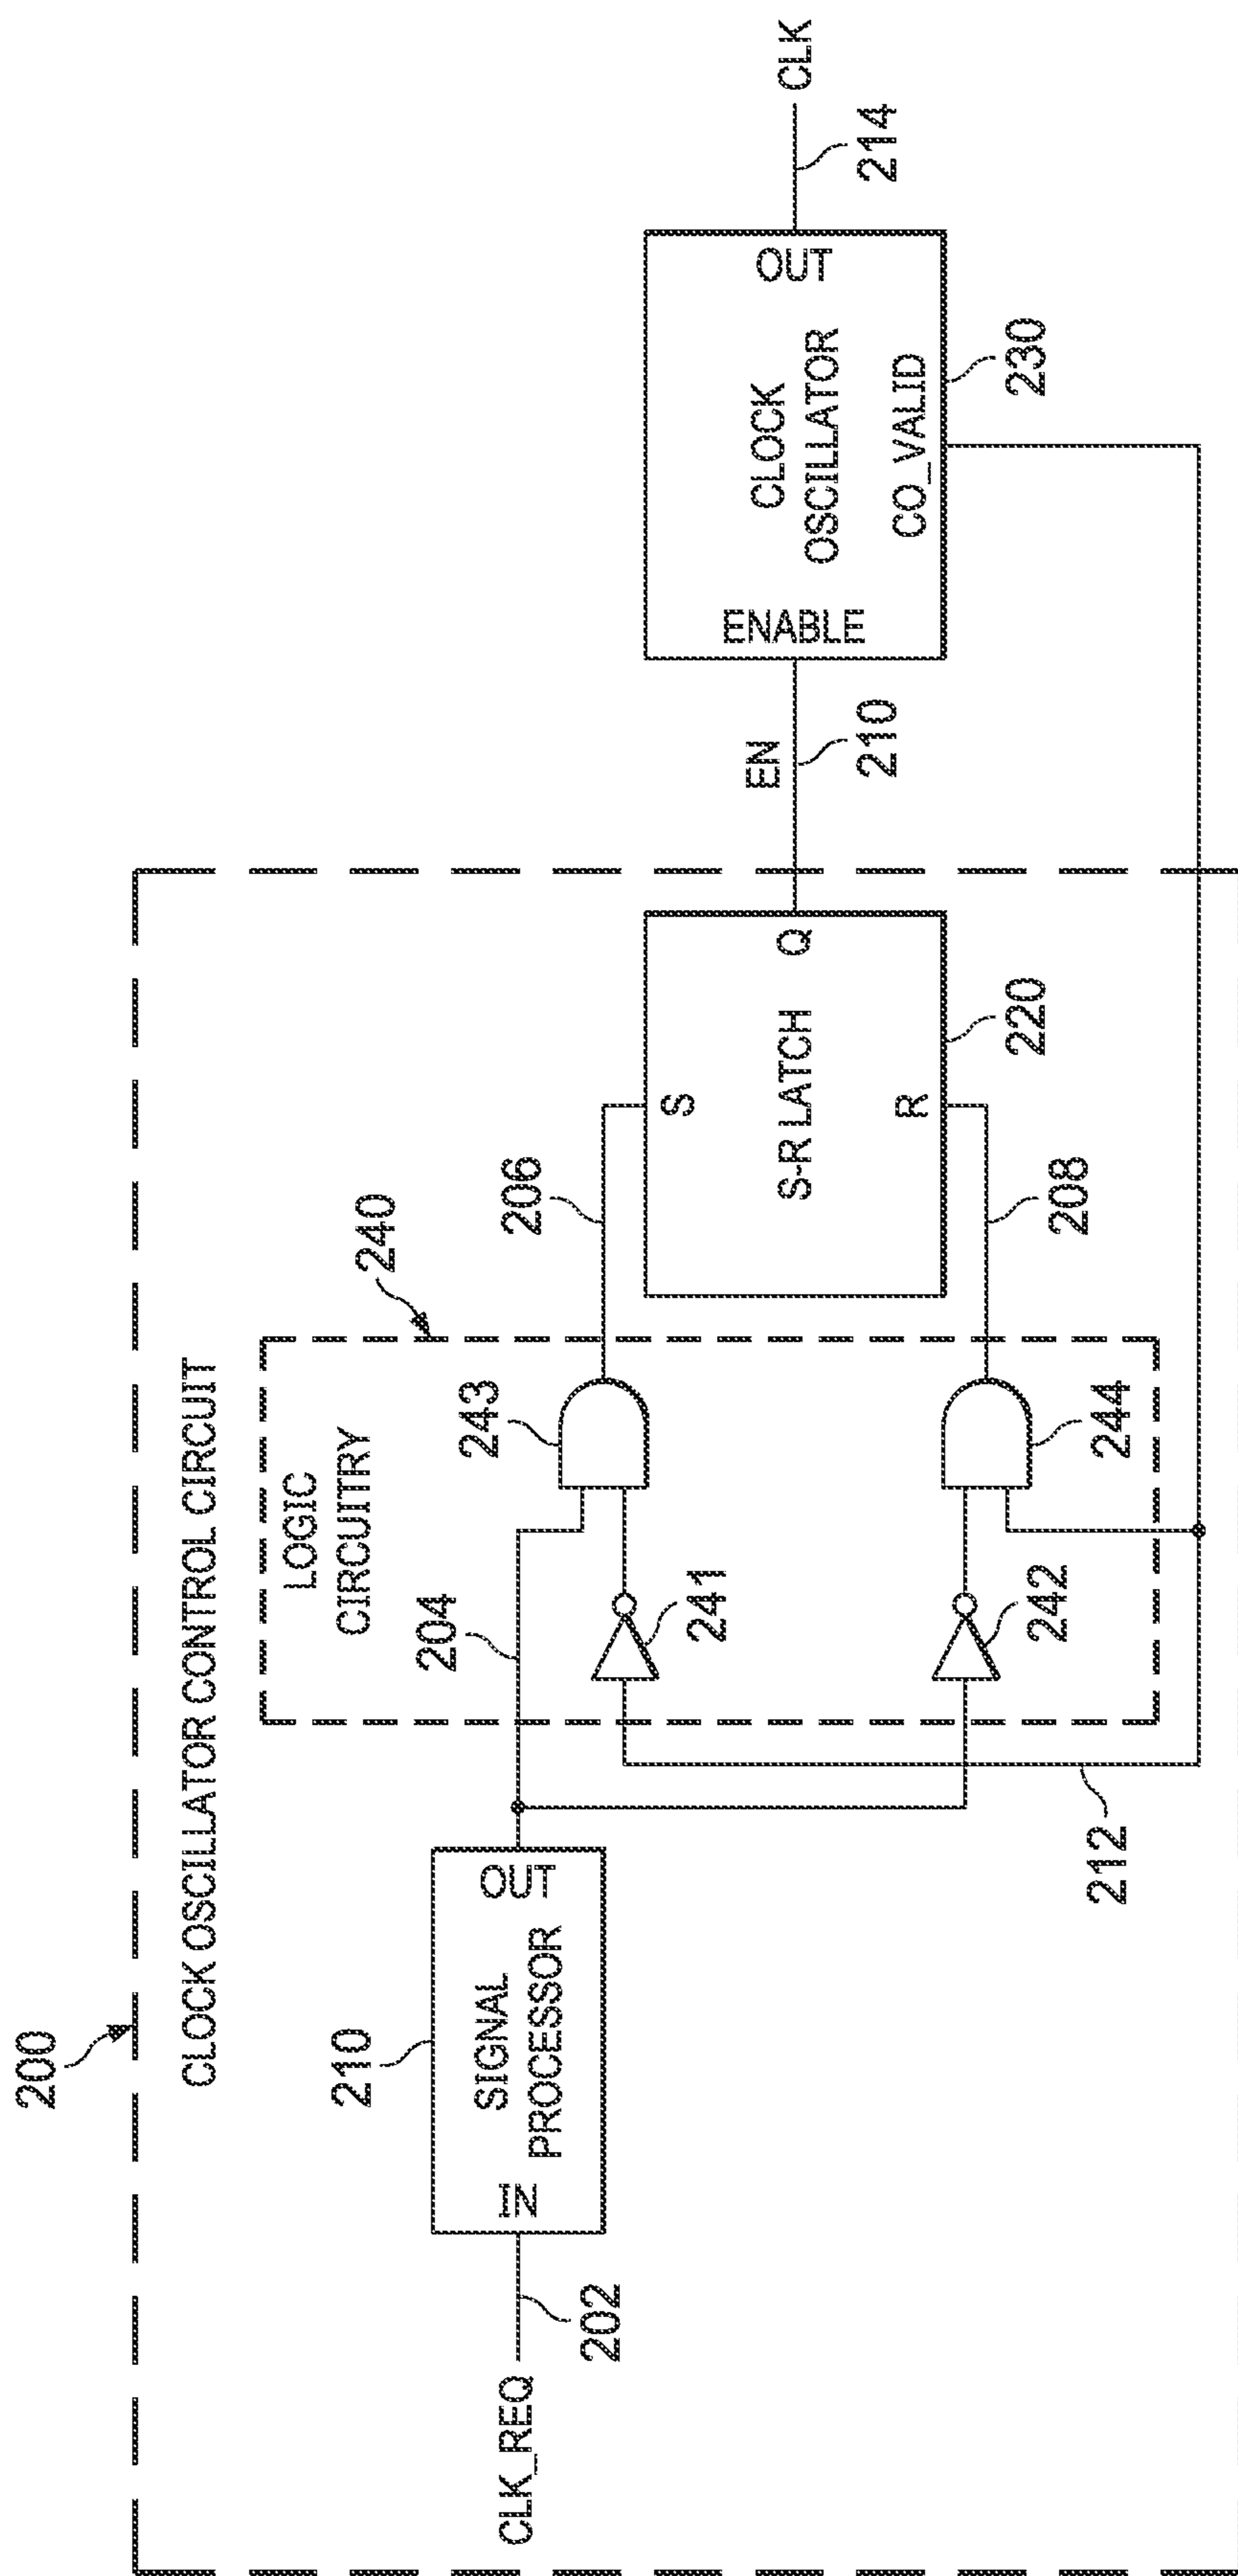 200
CLOCK OSCILLATOR CONTROL CIRCUIT
CLK_REQ
202
210
IN
SIGNAL
PROCESSOR
OUT
204
LOGIC
CIRCUITRY
240
241
242
243
244
212
206
208
S
S-R LATCH
R
Q
220
EN
210
ENABLE
CLOCK
OSCILLATOR
CO_VALID
OUT
230
214
CLK